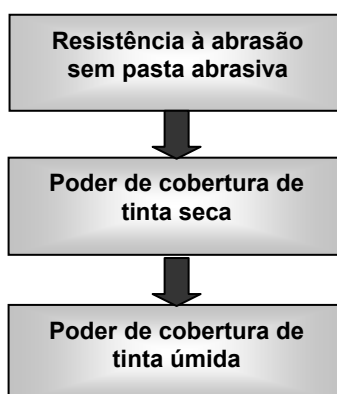 Resistência à abrasão
sem pasta abrasiva
Poder de cobertura de
tinta seca
Poder de cobertura de
tinta úmida